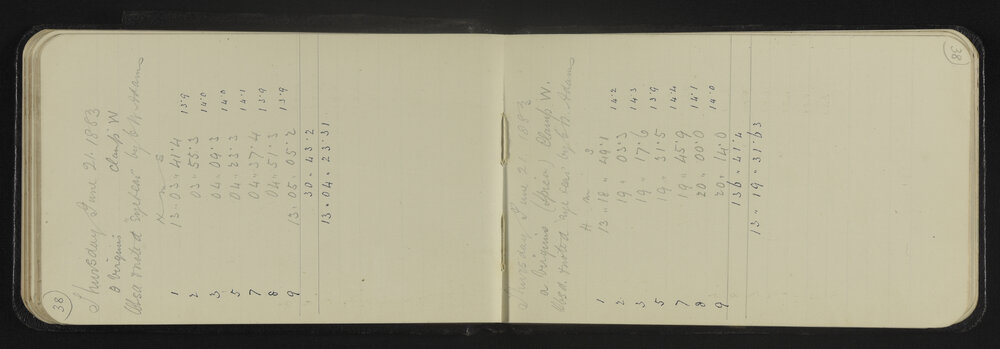 Thursday June 21. 1883
θ Virginis Clamp W
Obsd & noted Eye & ear by C W Adams
H m s
1 13 „ 03 „ 41.4 13.9
2 03 „ 55.3 14.0
3 04 „ 09.3 14.0
5 04 „ 23.3 14.1
7 04 „ 37.4 13.9
8 04 „ 51.3 13.9
9 13 „ 05 „ 05.2
30 „ 43.2
13 „ 04 „ 23.31
38
38
Thursday June 21. 1883
α Virginis (Spica) Clamp W.
Obsd & noted Eye & ear by C W. Adams
H m s
1 13 „ 18 „ 49.1 14.2
2 19 „ 03.3 14.3
3 19 „ 17.6 13.9
5 19 „ 31.5 14.4
7 19 „ 45.9 14.1
8 20 „ 00.0 14.0
9 20 „ 14.0
136 „ 41.4
13 „ 19 „ 31.63